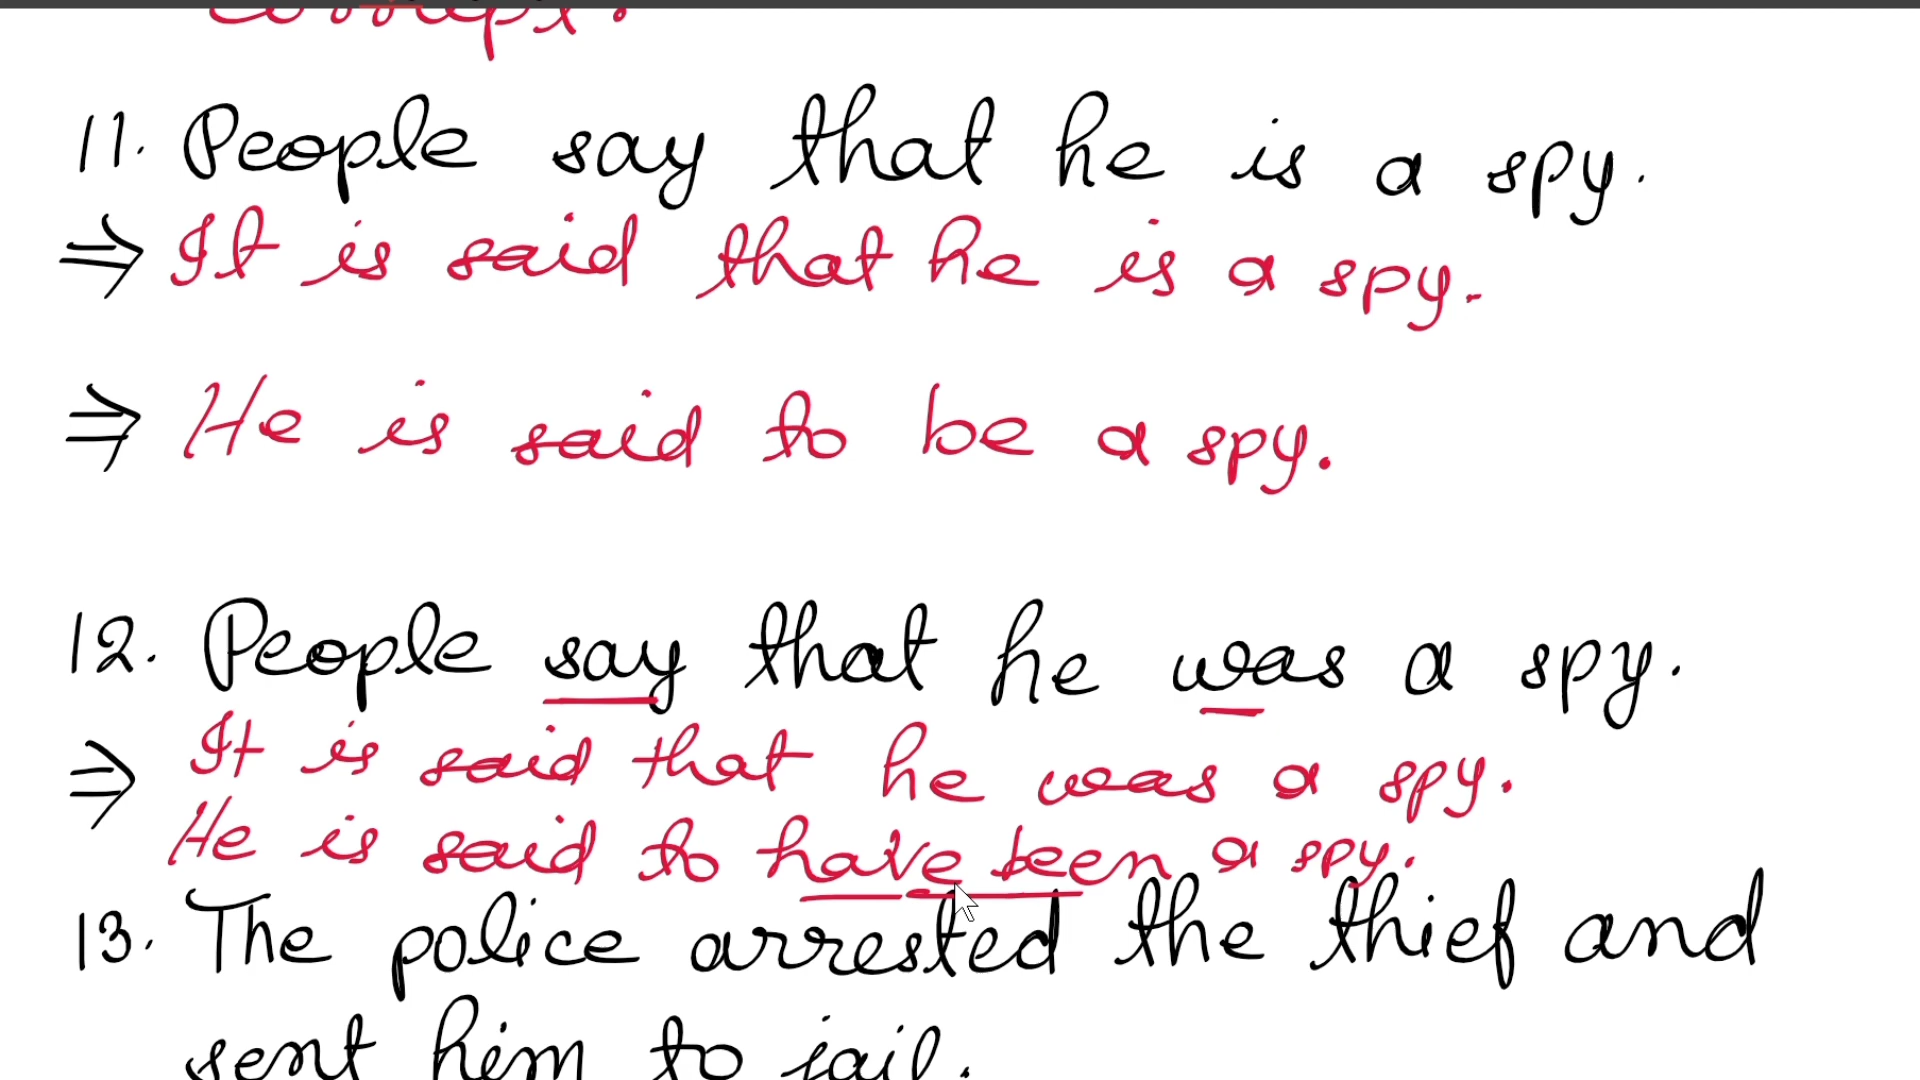 11. People say that he is a spy.
⇒ It is said that he is a spy.
⇒ He is said to be a spy.
12. People say that he was a spy.
⇒ It is said that he was a spy.
He is said to have been a spy.
13. The police arrested the thief and
sent him to jail.